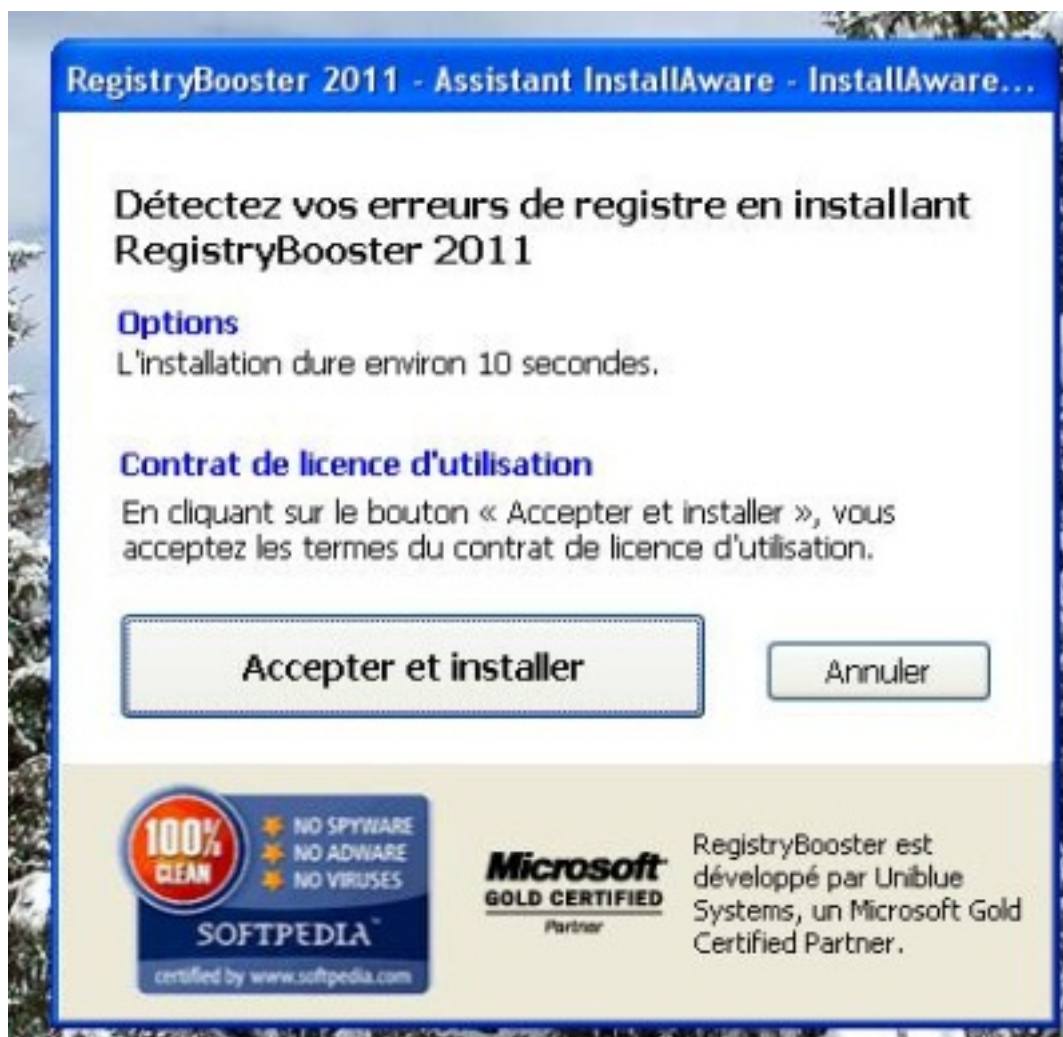 RegistryBooster 2011 - Assistant InstallAware - InstallAware...
Détectez vos erreurs de registre en installant
RegistryBooster 2011
Options
L'installation dure environ 10 secondes.
Contrat de licence d'utilisation
En cliquant sur le bouton « Accepter et installer », vous
acceptez les termes du contrat de licence d'utilisation.
Accepter et installer
Annuler
100%
CLEAN
NO SPYWARE
NO ADWARE
NO VIRUSES
SOFTPEDIA™
certified by www.softpedia.com
Microsoft
GOLD CERTIFIED
Partner
RegistryBooster est
développé par Uniblue
Systems, un Microsoft Gold
Certified Partner.